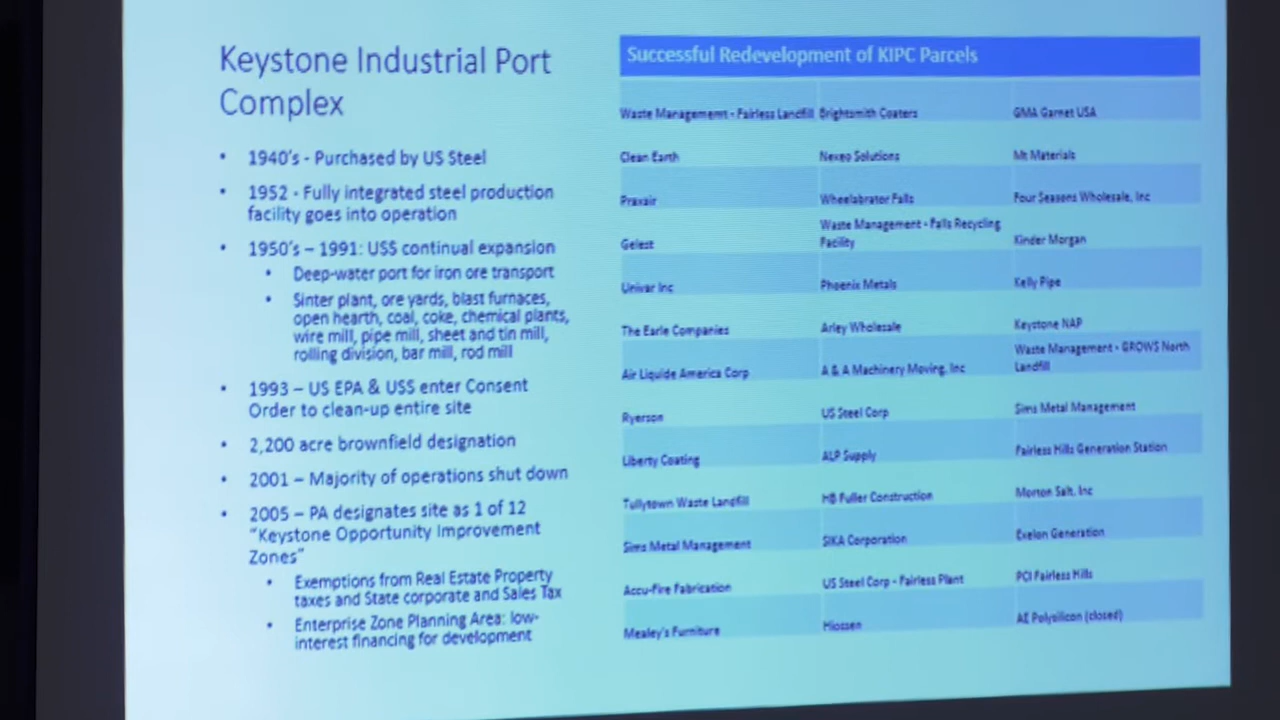 Keystone Industrial Port
Complex
• 1940's - Purchased by US Steel
• 1952 - Fully integrated steel production
facility goes into operation
• 1950's – 1991: USS continual expansion
• Deep-water port for iron ore transport
• Sinter plant, ore yards, blast furnaces,
open hearth, coal, coke, chemical plants,
wire mill, pipe mill, sheet and tin mill,
rolling division, bar mill, rod mill
• 1993 – US EPA & USS enter Consent
Order to clean-up entire site
• 2,200 acre brownfield designation
• 2001 – Majority of operations shut down
• 2005 – PA designates site as 1 of 12
"Keystone Opportunity Improvement
Zones"
• Exemptions from Real Estate Property
taxes and State corporate and Sales Tax
• Enterprise Zone Planning Area: low-
interest financing for development
Successful Redevelopment of KIPC Parcels
Waste Management - Fairless Landfill Brightsmith Coaters GMA Garnet USA
Clean Earth Nexeo Solutions Mt Materials
Praxair Wheelabrator Falls Four Seasons Wholesale, Inc
Gelest Waste Management - Falls Recycling
Facility Kinder Morgan
Univar Inc Phoenix Metals Kelly Pipe
The Earle Companies Arley Wholesale Keystone NAP
Air Liquide America Corp A & A Machinery Moving, Inc Waste Management - GROWS North
Landfill
Ryerson US Steel Corp Sims Metal Management
Liberty Coating ALP Supply Fairless Hills Generation Station
Tullytown Waste Landfill HB Fuller Construction Morton Salt, Inc
Sims Metal Management SIKA Corporation Exelon Generation
Accu-Fire Fabrication US Steel Corp - Fairless Plant PCI Fairless Hills
Mealey's Furniture Hiossen AE Polysilicon (closed)